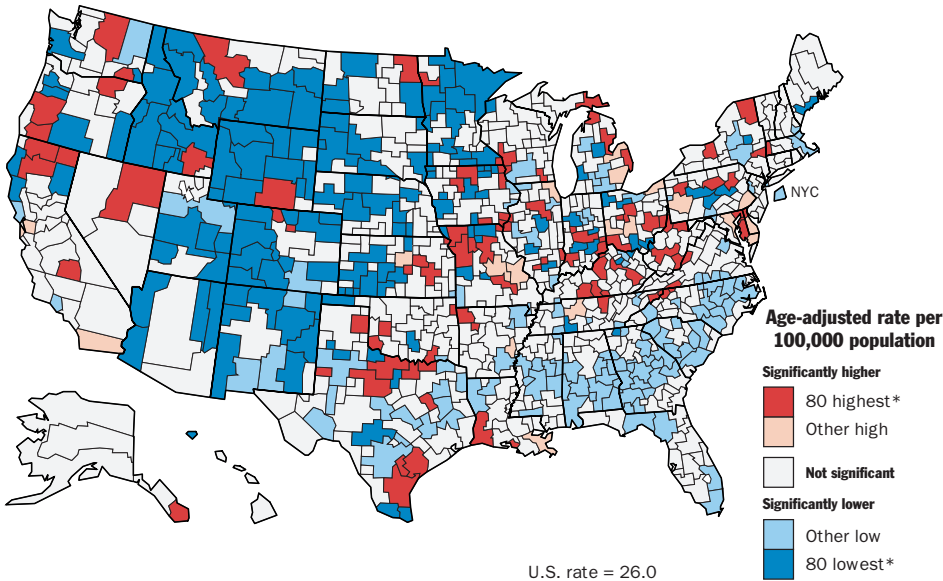 NYC
Age-adjusted rate per
100,000 population
Significantly higher
80 highest*
Other high
Not significant
Significantly lower
Other low
80 lowest*
U.S. rate = 26.0